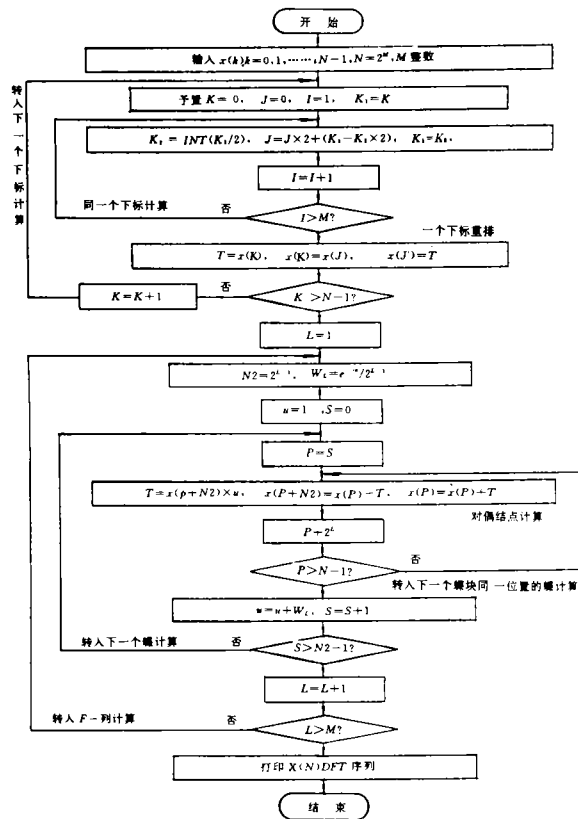 开 始
输入 x(k)k=0,1,……,N-1,N=2^M,M 整数
予置 K= 0, J=0, I=1, K₁=K
K₂ = INT(K₁/2), J=J×2+(K₁-K₂×2), K₁=K₂.
I=I+1
同一个下标计算
否
I>M?
转入下一个下标计算
一个下标重排
T=x(K), x(K)=x(J), x(J)=T
K=K+1
否
K >N-1?
L=1
N2=2^{L-1},
u=1 ,S=0
P=S
T=x(p+N2)×u, x(P+N2)=x(P)-T, x(P)=x(P)+T
对偶结点计算
P+2^L
P>N-1?
否
转入下一个蝶块同一位置的蝶计算
u=u+W_L, S=S+1
转入下一个蝶计算
否
S>N2-1?
L=L+1
转入 F-列计算
否
L>M?
打印 X(N)DFT 序列
结 束